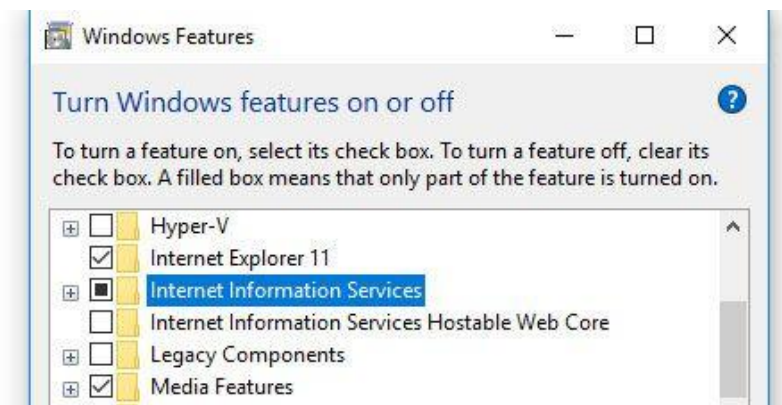 Windows Features
Turn Windows features on or off
To turn a feature on, select its check box. To turn a feature off, clear its
check box. A filled box means that only part of the feature is turned on.
Hyper-V
Internet Explorer 11
Internet Information Services
Internet Information Services Hostable Web Core
Legacy Components
Media Features